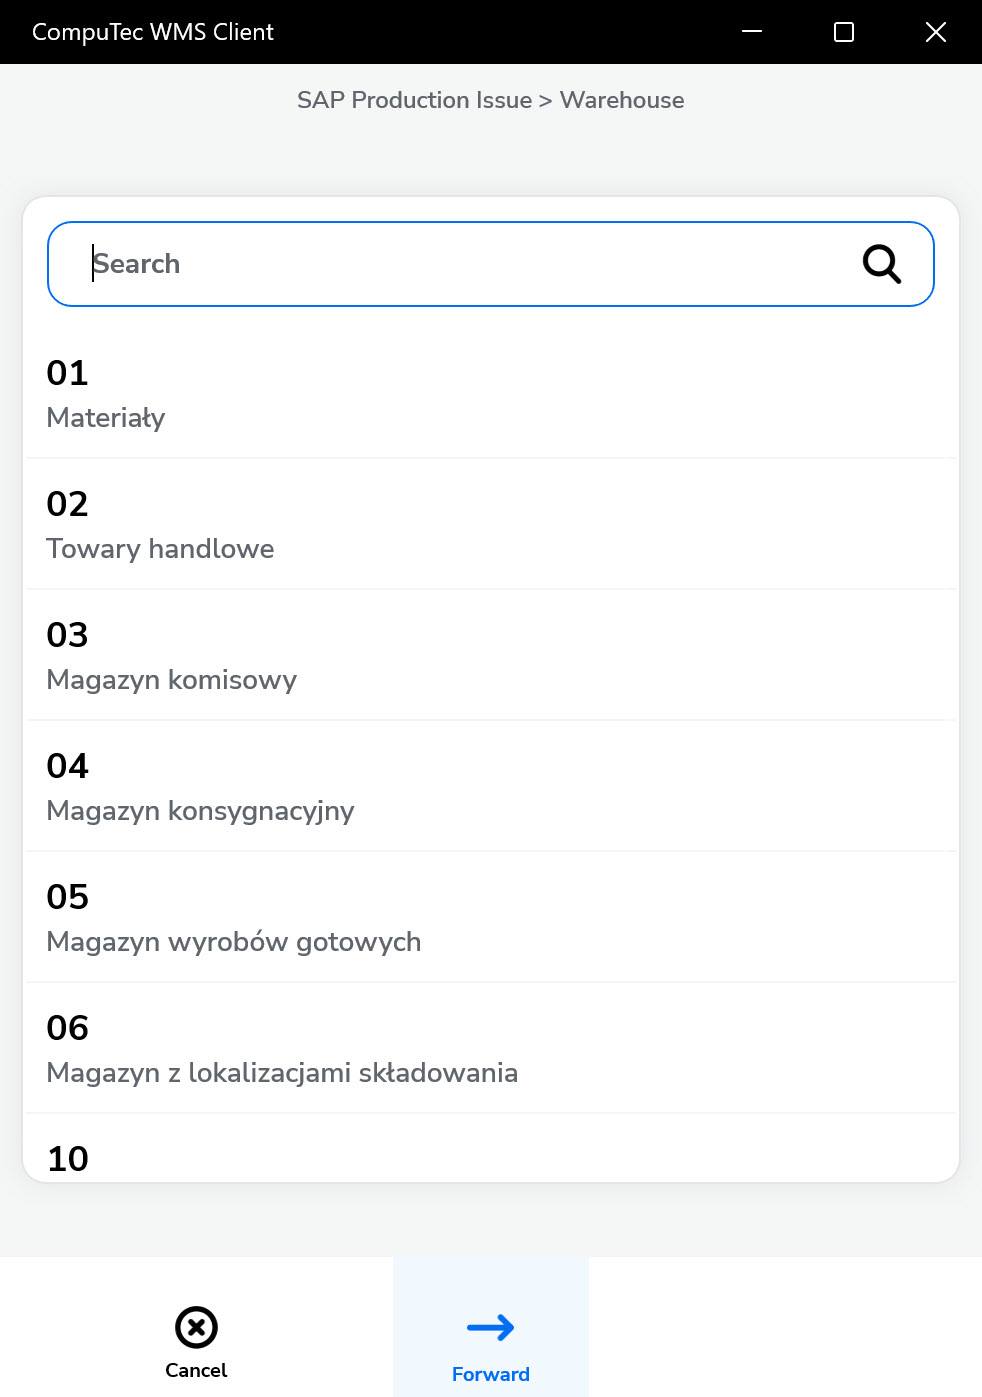 CompuTec WMS Client
SAP Production Issue > Warehouse
Search
01
Materiały
02
Towary handlowe
03
Magazyn komisowy
04
Magazyn konsygnacyjny
05
Magazyn wyrobów gotowych
06
Magazyn z lokalizacjami składowania
10
Cancel
Forward